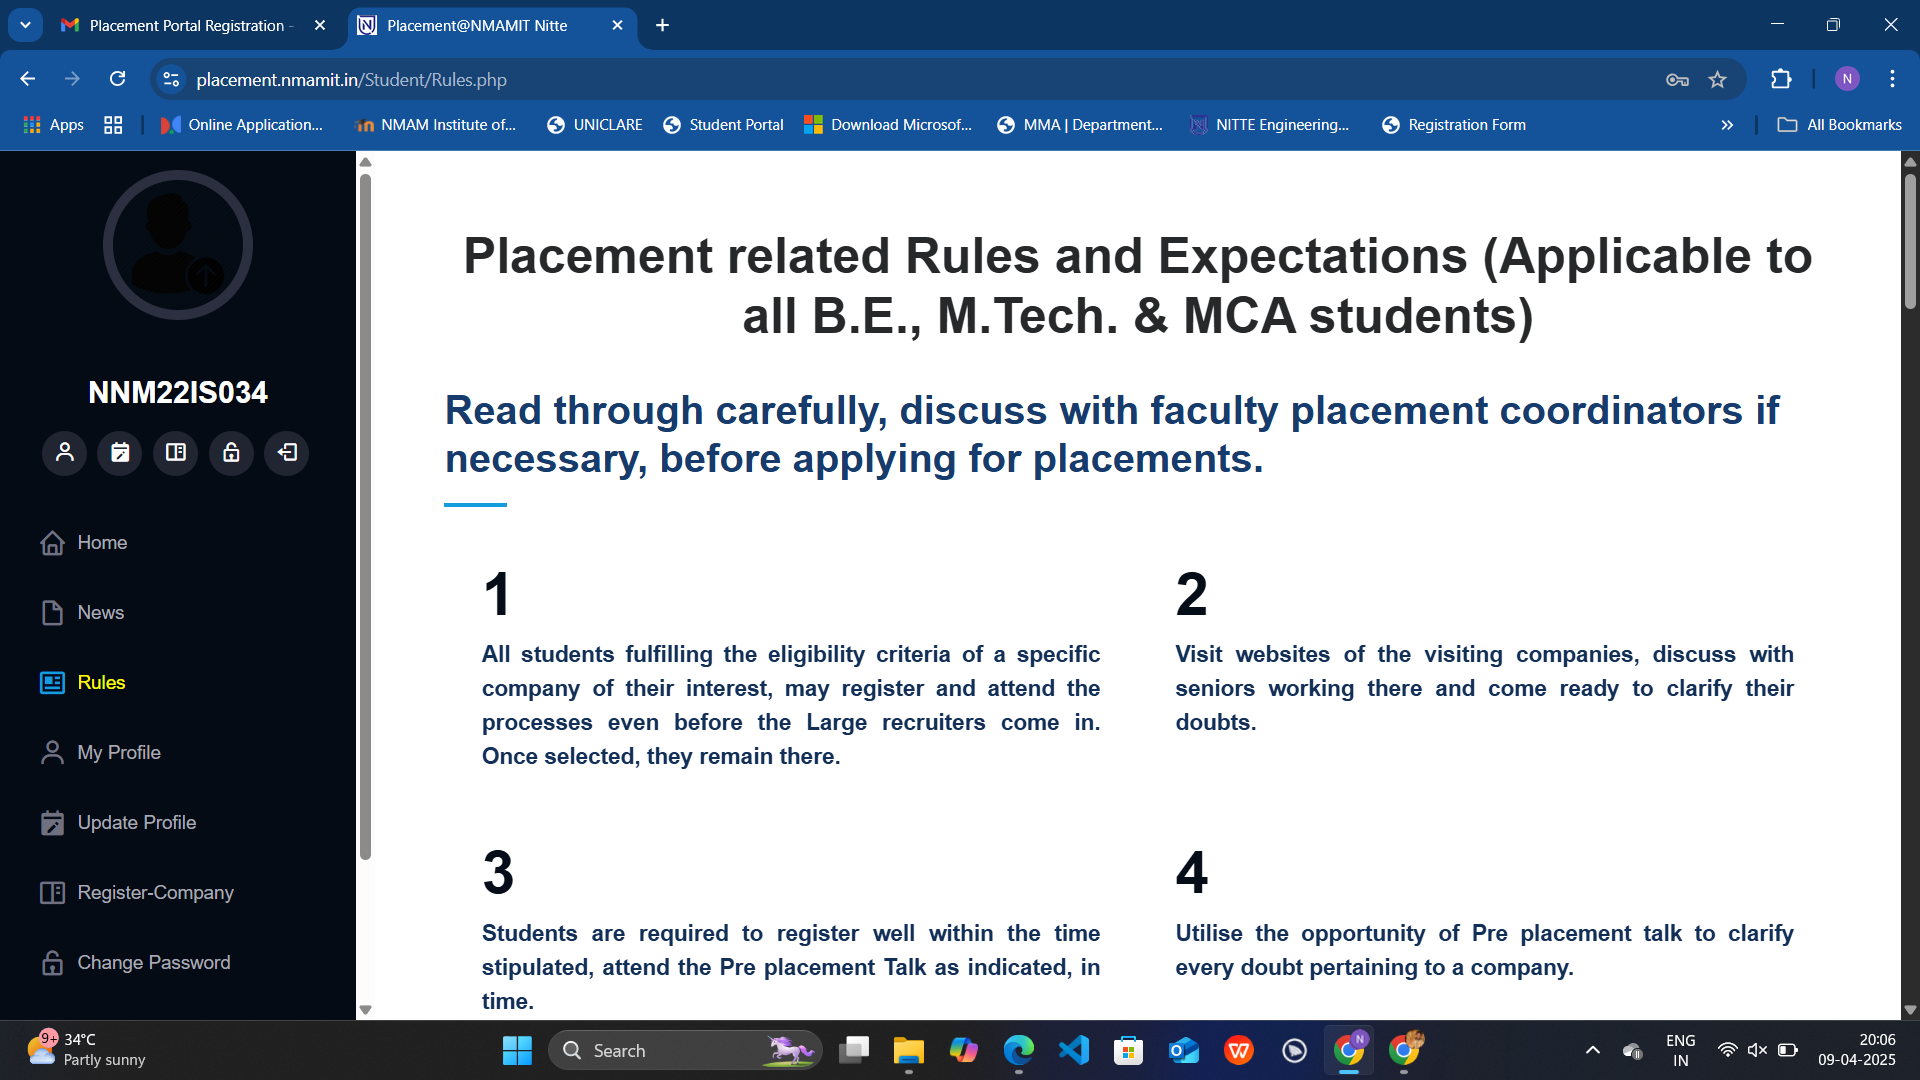 Placement Portal Registration -
Placement@NMAMIT Nitte
placement.nmamit.in/Student/Rules.php
N
Apps
Online Application...
NMAM Institute of...
UNICLARE
Student Portal
Download Microsof...
MMA | Department...
NITTE Engineering...
Registration Form
All Bookmarks
NNM22IS034
Home
News
Rules
My Profile
Update Profile
Register-Company
Change Password
Placement related Rules and Expectations (Applicable to
all B.E., M.Tech. & MCA students)
Read through carefully, discuss with faculty placement coordinators if
necessary, before applying for placements.
1
All students fulfilling the eligibility criteria of a specific
company of their interest, may register and attend the
processes even before the Large recruiters come in.
Once selected, they remain there.
2
Visit websites of the visiting companies, discuss with
seniors working there and come ready to clarify their
doubts.
3
Students are required to register well within the time
stipulated, attend the Pre placement Talk as indicated, in
time.
4
Utilise the opportunity of Pre placement talk to clarify
every doubt pertaining to a company.
9+
34°C
Partly sunny
Search
N
ENG
IN
20:06
09-04-2025